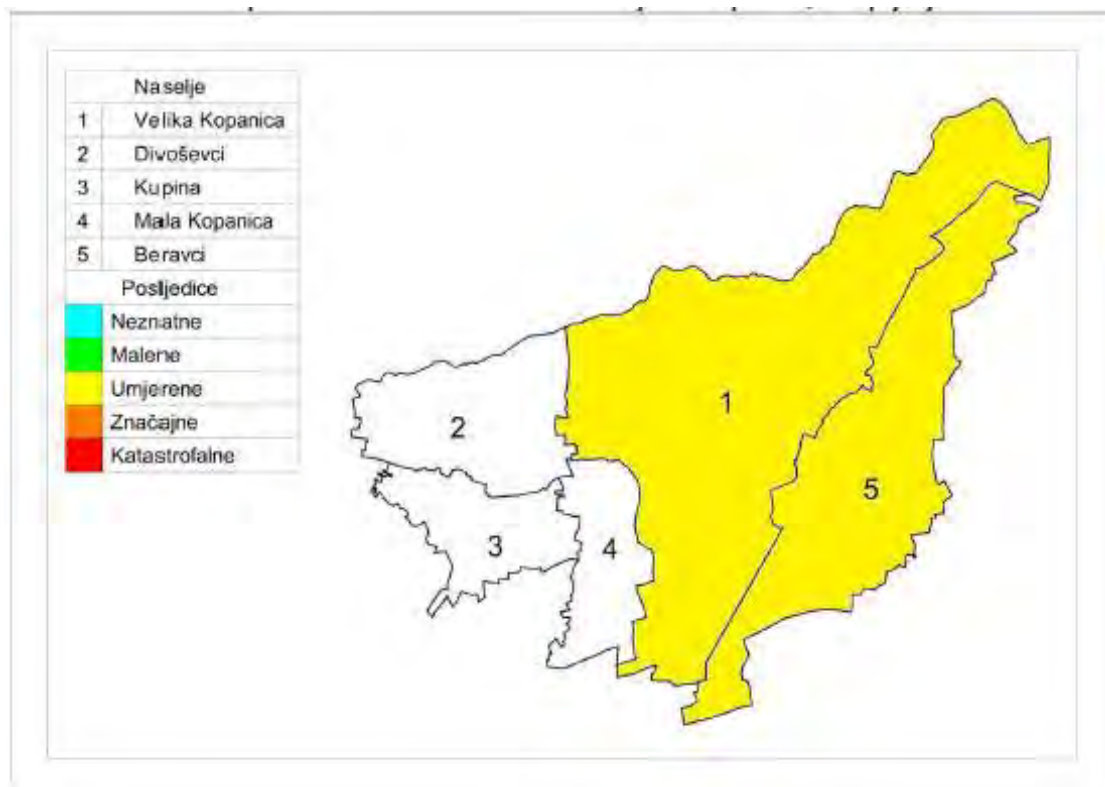 Naselje
1 Velika Kopanica
2 Divoševci
3 Kupina
4 Mala Kopanica
5 Beravci
Posljedice
Neznatne
Malene
Umjerene
Značajne
Katastrofalne
1
2
5
3
4